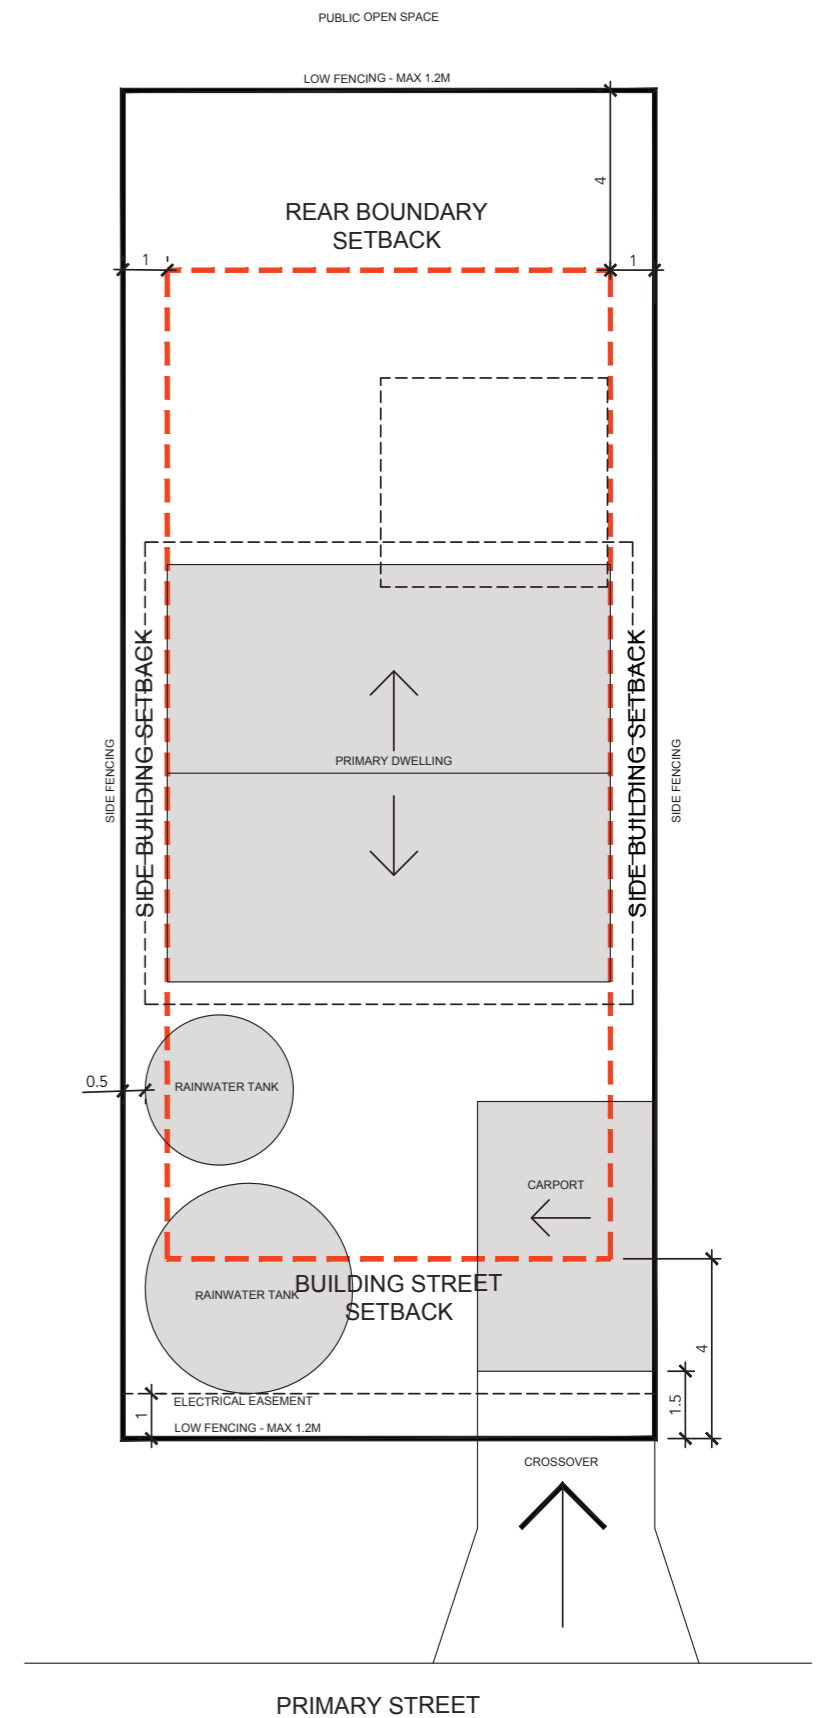 PUBLIC OPEN SPACE
LOW FENCING - MAX 1.2M
4
REAR BOUNDARY
SETBACK
1
1
SIDE BUILDING SETBACK
SIDE BUILDING SETBACK
SIDE FENCING
SIDE FENCING
PRIMARY DWELLING
0.5
RAINWATER TANK
CARPORT
BUILDING STREET
SETBACK
RAINWATER TANK
4
1.5
1
ELECTRICAL EASEMENT
LOW FENCING - MAX 1.2M
CROSSOVER
PRIMARY STREET